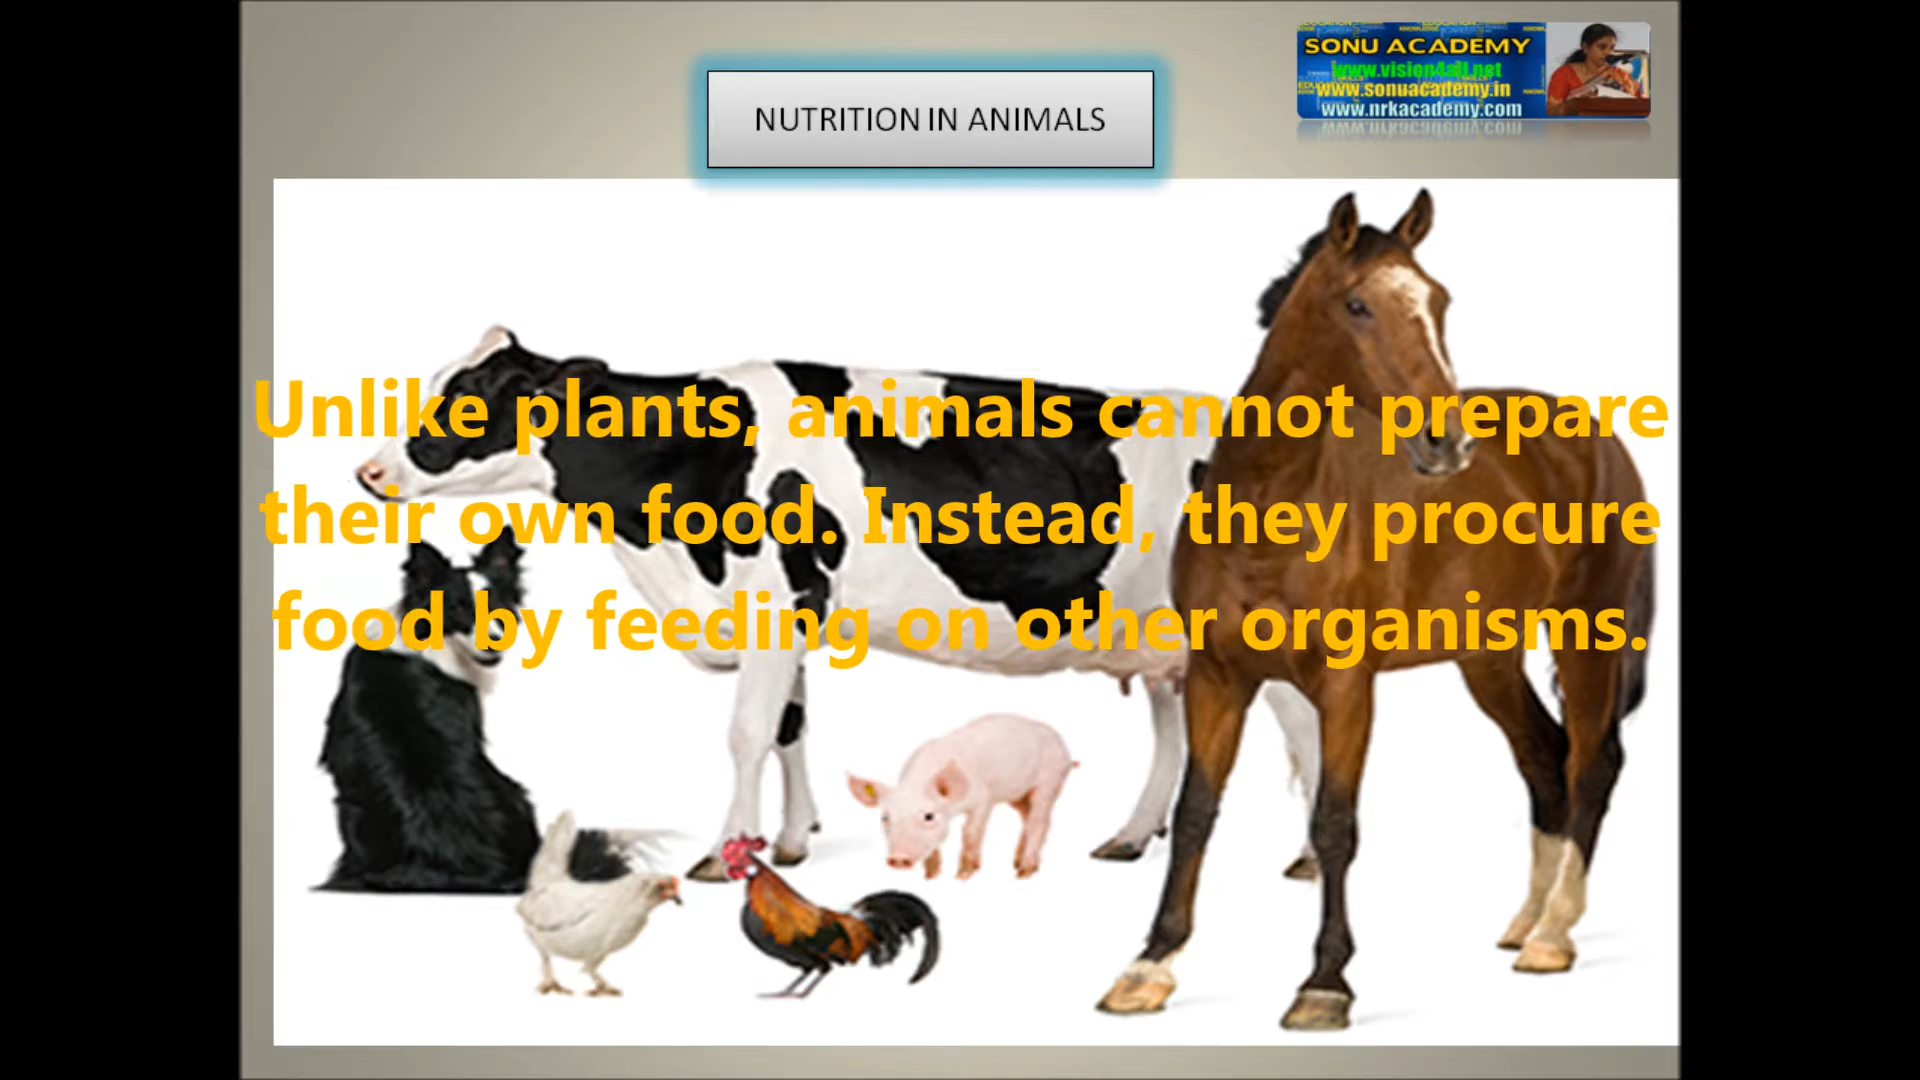 NUTRITION IN ANIMALS
SONU ACADEMY
www.vision4all.net
www.sonuacademy.in
www.nrkacademy.com
Unlike plants, animals cannot prepare
their own food. Instead, they procure
food by feeding on other organisms.